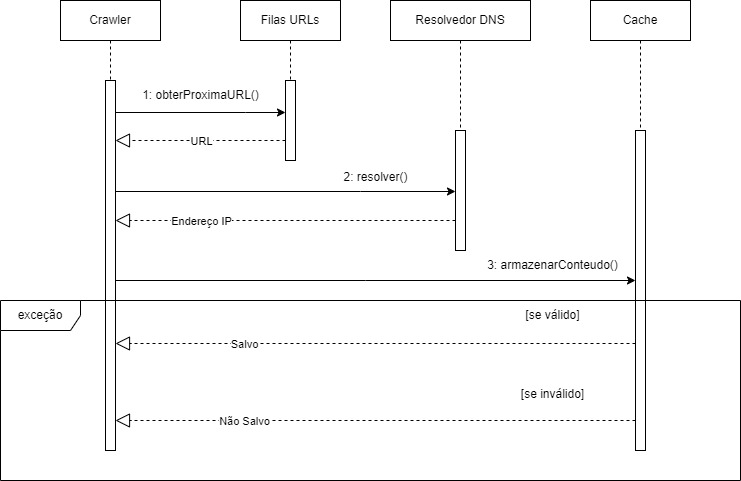 Crawler
Filas URLs
Resolvedor DNS
Cache
1: obterProximaURL()
URL
2: resolver()
Endereço IP
3: armazenarConteudo()
exceção
[se válido]
Salvo
[se inválido]
Não Salvo